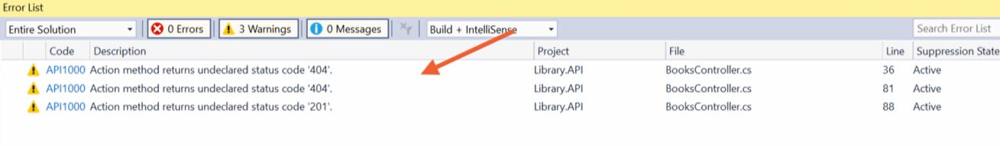 Error List
Entire Solution 0 Errors 3 Warnings 0 Messages Build + IntelliSense Search Error List
Code Description Project File Line Suppression State
API1000 Action method returns undeclared status code '404'. Library.API BooksController.cs 36 Active
API1000 Action method returns undeclared status code '404'. Library.API BooksController.cs 81 Active
API1000 Action method returns undeclared status code '201'. Library.API BooksController.cs 88 Active